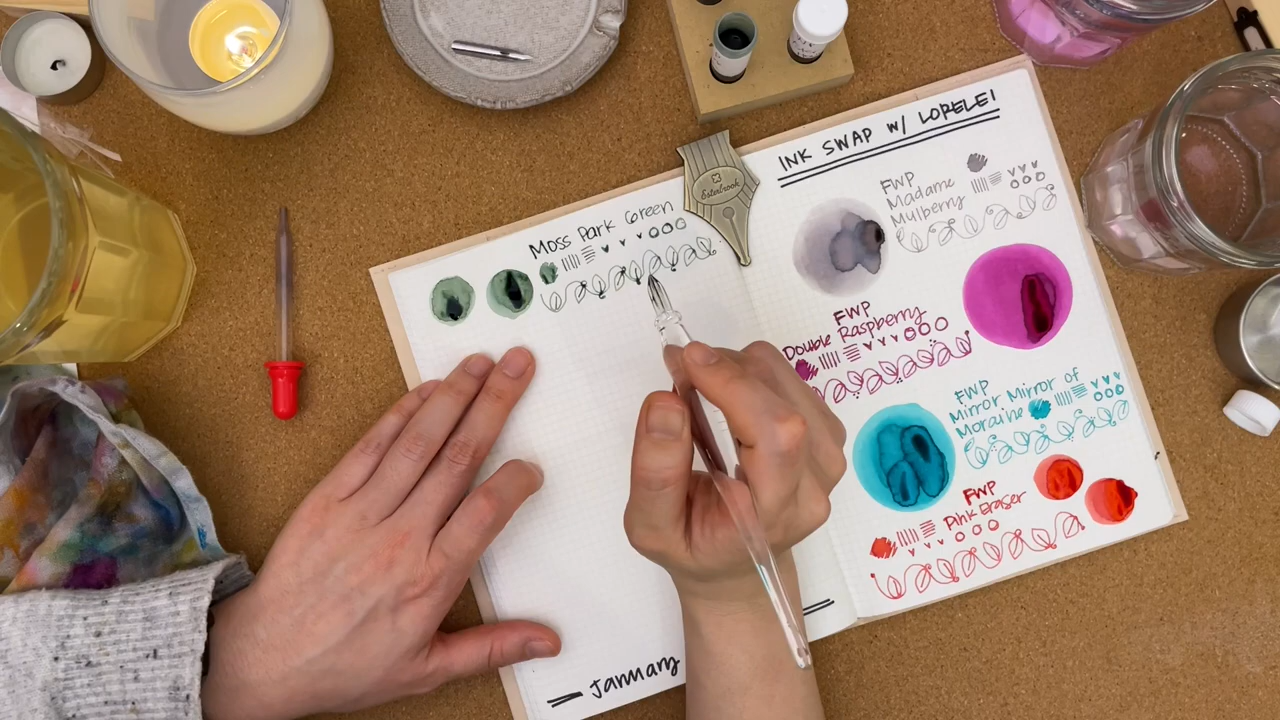 Moss Park Green
January
Esterbrook
INK SWAP W/ LORELEI
FWP
Madame
Mulberry
FWP
Double Raspberry
FWP
Mirror Mirror of
Moraine
FWP
Pink Eraser